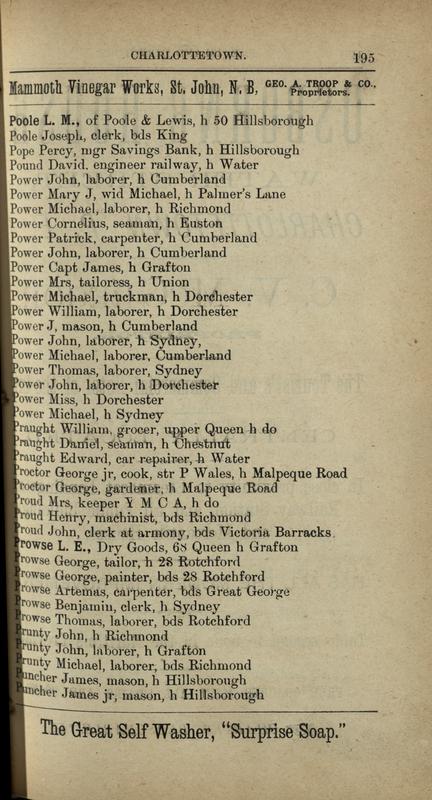 CHARLOTTETOWN. 195
Mammoth Vinegar Works, St. John, N. B, GEO. A. TROOP & CO., Proprietors.
Poole L. M., of Poole & Lewis, h 50 Hillsborough
Poole Joseph, clerk, bds King
Pope Percy, mgr Savings Bank, h Hillsborough
Pound David, engineer railway, h Water
Power John, laborer, h Cumberland
Power Mary J, wid Michael, h Palmer's Lane
Power Michael, laborer, h Richmond
Power Cornelius, seaman, h Euston
Power Patrick, carpenter, h Cumberland
Power John, laborer, h Cumberland
Power Capt James, h Grafton
Power Mrs, tailoress, h Union
Power Michael, truckman, h Dorchester
Power William, laborer, h Dorchester
Power J, mason, h Cumberland
Power John, laborer, h Sydney,
Power Michael, laborer, Cumberland
Power Thomas, laborer, Sydney
Power John, laborer, h Dorchester
Power Miss, h Dorchester
Power Michael, h Sydney
Praught William, grocer, upper Queen h do
Praught Daniel, seaman, h Chestnut
Praught Edward, car repairer, h Water
Proctor George jr, cook, str P Wales, h Malpeque Road
Proctor George, gardener, h Malpeque Road
Proud Mrs, keeper Y M C A, h do
Proud Henry, machinist, bds Richmond
Proud John, clerk at armony, bds Victoria Barracks.
Prowse L. E., Dry Goods, 68 Queen h Grafton
Prowse George, tailor, h 28 Rotchford
Prowse George, painter, bds 28 Rotchford
Prowse Artemas, carpenter, bds Great George
Prowse Benjamin, clerk, h Sydney
Prowse Thomas, laborer, bds Rotchford
Prunty John, h Richmond
Prunty John, laborer, h Grafton
Prunty Michael, laborer, bds Richmond
Puncher James, mason, h Hillsborough
Puncher James jr, mason, h Hillsborough
The Great Self Washer, "Surprise Soap."